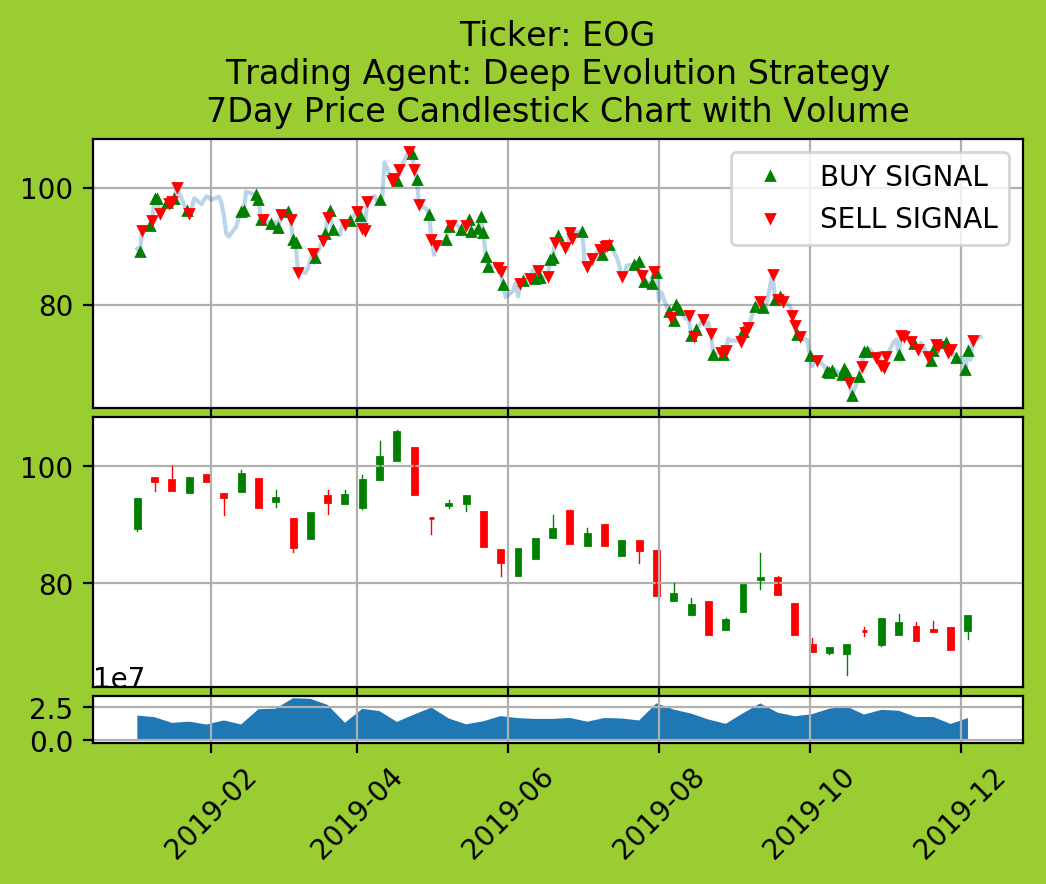 Ticker: EOG
Trading Agent: Deep Evolution Strategy
7Day Price Candlestick Chart with Volume
BUY SIGNAL
SELL SIGNAL
100
80
100
80
1e7
2.5
0.0
2019-02
2019-04
2019-06
2019-08
2019-10
2019-12